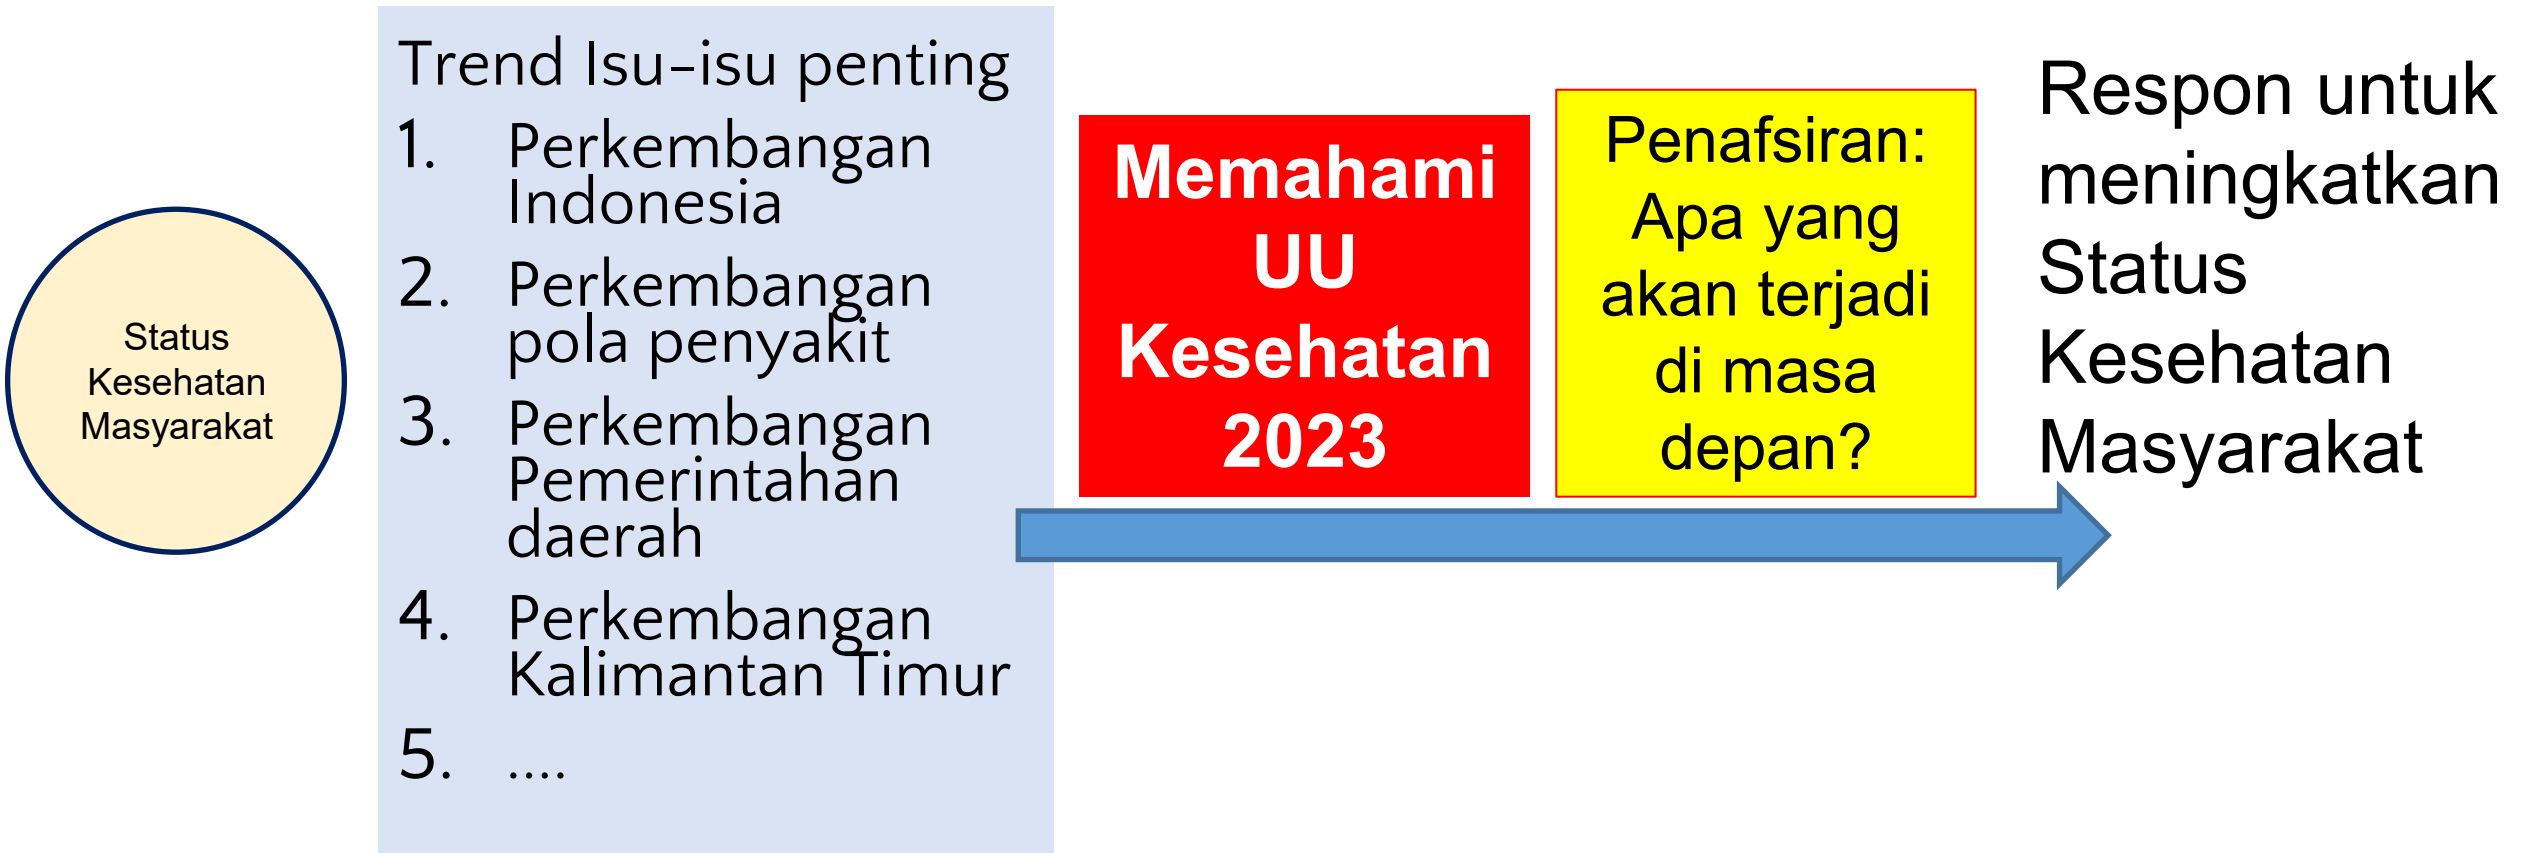 Status
Kesehatan
Masyarakat
Trend Isu-isu penting
1. Perkembangan
Indonesia
2. Perkembangan
pola penyakit
3. Perkembangan
Pemerintahan
daerah
4. Perkembangan
Kalimantan Timur
5. ....
Memahami
UU
Kesehatan
2023
Penafsiran:
Apa yang
akan terjadi
di masa
depan?
Respon untuk
meningkatkan
Status
Kesehatan
Masyarakat